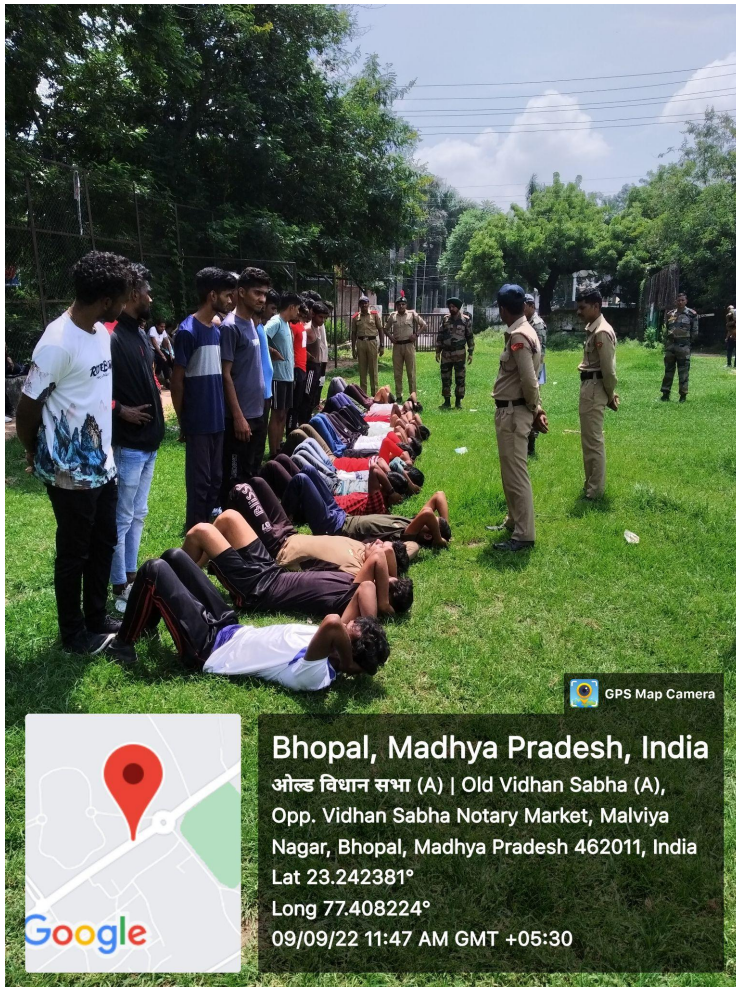 GPS Map Camera
Bhopal, Madhya Pradesh, India
ओल्ड विधान सभा (A) | Old Vidhan Sabha (A),
Opp. Vidhan Sabha Notary Market, Malviya
Nagar, Bhopal, Madhya Pradesh 462011, India
Lat 23.242381°
Long 77.408224°
09/09/22 11:47 AM GMT +05:30
Google